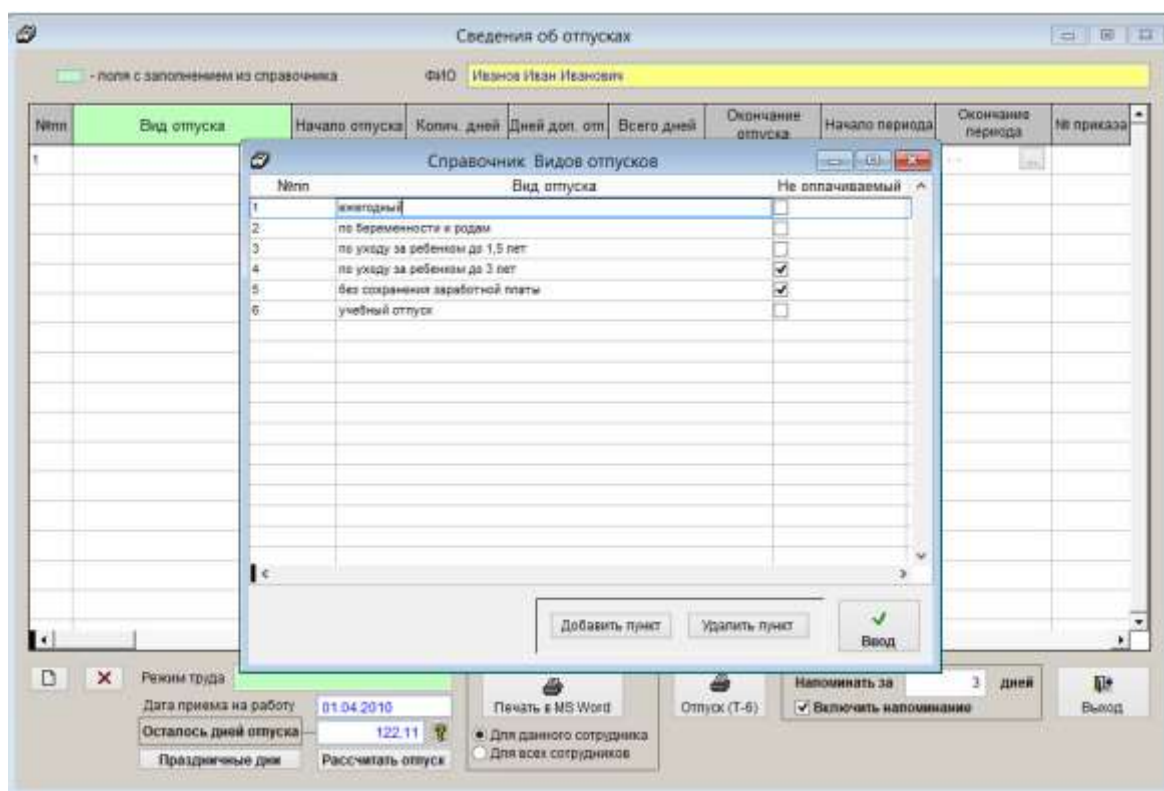 Сведения об отпусках
- поля с заполнением из справочника ФИО Иванов Иван Иванович
№пп Вид отпуска Начало отпуска Колич. дней Дней доп. отп Всего дней Окончание отпуска Начало периода Окончание периода № приказа
1
Справочник Видов отпусков
№пп Вид отпуска Не оплачиваемый
1 ежегодный
2 по беременности и родам
3 по уходу за ребенком до 1,5 лет
4 по уходу за ребенком до 3 лет
5 без сохранения заработной платы
6 учебный отпуск
Добавить пункт Удалить пункт Ввод
Режим труда
Дата приема на работу 01.04.2010
Осталось дней отпуска 122.11
Праздничные дни Рассчитать отпуск
Печать в MS Word
Для данного сотрудника
Для всех сотрудников
Отпуск (Т-6)
Напоминать за 3 дней
Включить напоминание
Выход